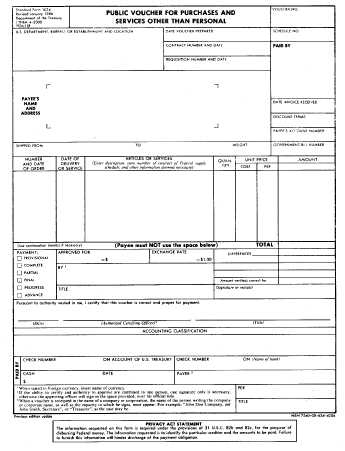 Standard Form 1034
Revised January 1980
Department of the Treasury
1 TFRM 4-2000
PUBLIC VOUCHER FOR PURCHASES AND
SERVICES OTHER THAN PERSONAL
VOUCHER NO.
U.S. DEPARTMENT, BUREAU, OR ESTABLISHMENT AND LOCATION
DATE VOUCHER PREPARED
SCHEDULE NO.
CONTRACT NUMBER AND DATE
PAID BY
REQUISITION NUMBER AND DATE
PAYEE'S
NAME
AND
ADDRESS
DATE INVOICE RECEIVED
DISCOUNT TERMS
PAYEE'S ACCOUNT NUMBER
SHIPPED FROM
TO
WEIGHT
GOVERNMENT B/L NUMBER
NUMBER
AND DATE
OF ORDER
DATE OF
DELIVERY
OR SERVICE
ARTICLES OR SERVICES
(Enter description, item number of contract or Federal supply
schedule, and other information deemed necessary)
QUAN-
TITY
UNIT PRICE
COST
PER
AMOUNT
(Use continuation sheet(s) if necessary)
(Payee must NOT use the space below)
TOTAL
PAYMENT:
PROVISIONAL
COMPLETE
PARTIAL
FINAL
PROGRESS
ADVANCE
APPROVED FOR
=$
EXCHANGE RATE
=$1.00
DIFFERENCES
BY 2
TITLE
Amount verified; correct for
(Signature or initials)
Pursuant to authority vested in me, I certify that this voucher is correct and proper for payment.
(Date)
(Authorized Certifying Officer)2
(Title)
ACCOUNTING CLASSIFICATION
PAID BY
CHECK NUMBER
ON ACCOUNT OF U.S. TREASURY
CHECK NUMBER
ON (Name of bank)
CASH
$
DATE
PAYEE 3
1 When stated in foreign currency, insert name of currency.
2 If the ability to certify and authority to approve are combined in one person, one signature only is necessary;
otherwise the approving officer will sign in the space provided, over his official title.
3 When a voucher is receipted in the name of a company or corporation, the name of the person writing the company
or corporate name, as well as the capacity in which he signs, must appear. For example: "John Doe Company, per
John Smith, Secretary", or "Treasurer", as the case may be.
PER
TITLE
Previous edition usable
PRIVACY ACT STATEMENT
The information requested on this form is required under the provisions of 31 U.S.C. 82b and 82c, for the purpose of
disbursing Federal money. The information requested is to identify the particular creditor and the amounts to be paid. Failure
to furnish this information will hinder discharge of the payment obligation.